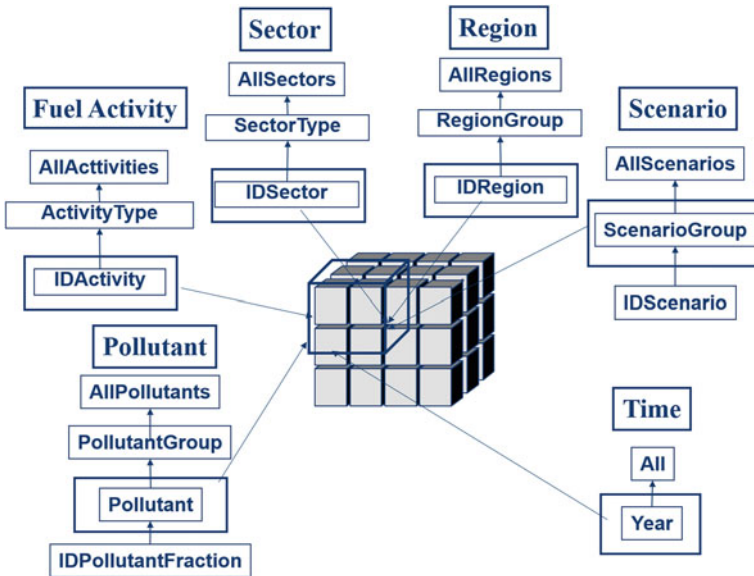 Sector
AllSectors
SectorType
IDSector
Region
AllRegions
RegionGroup
IDRegion
Fuel Activity
AllActtivities
ActivityType
IDActivity
Scenario
AllScenarios
ScenarioGroup
IDScenario
Pollutant
AllPollutants
PollutantGroup
Pollutant
IDPollutantFraction
Time
All
Year